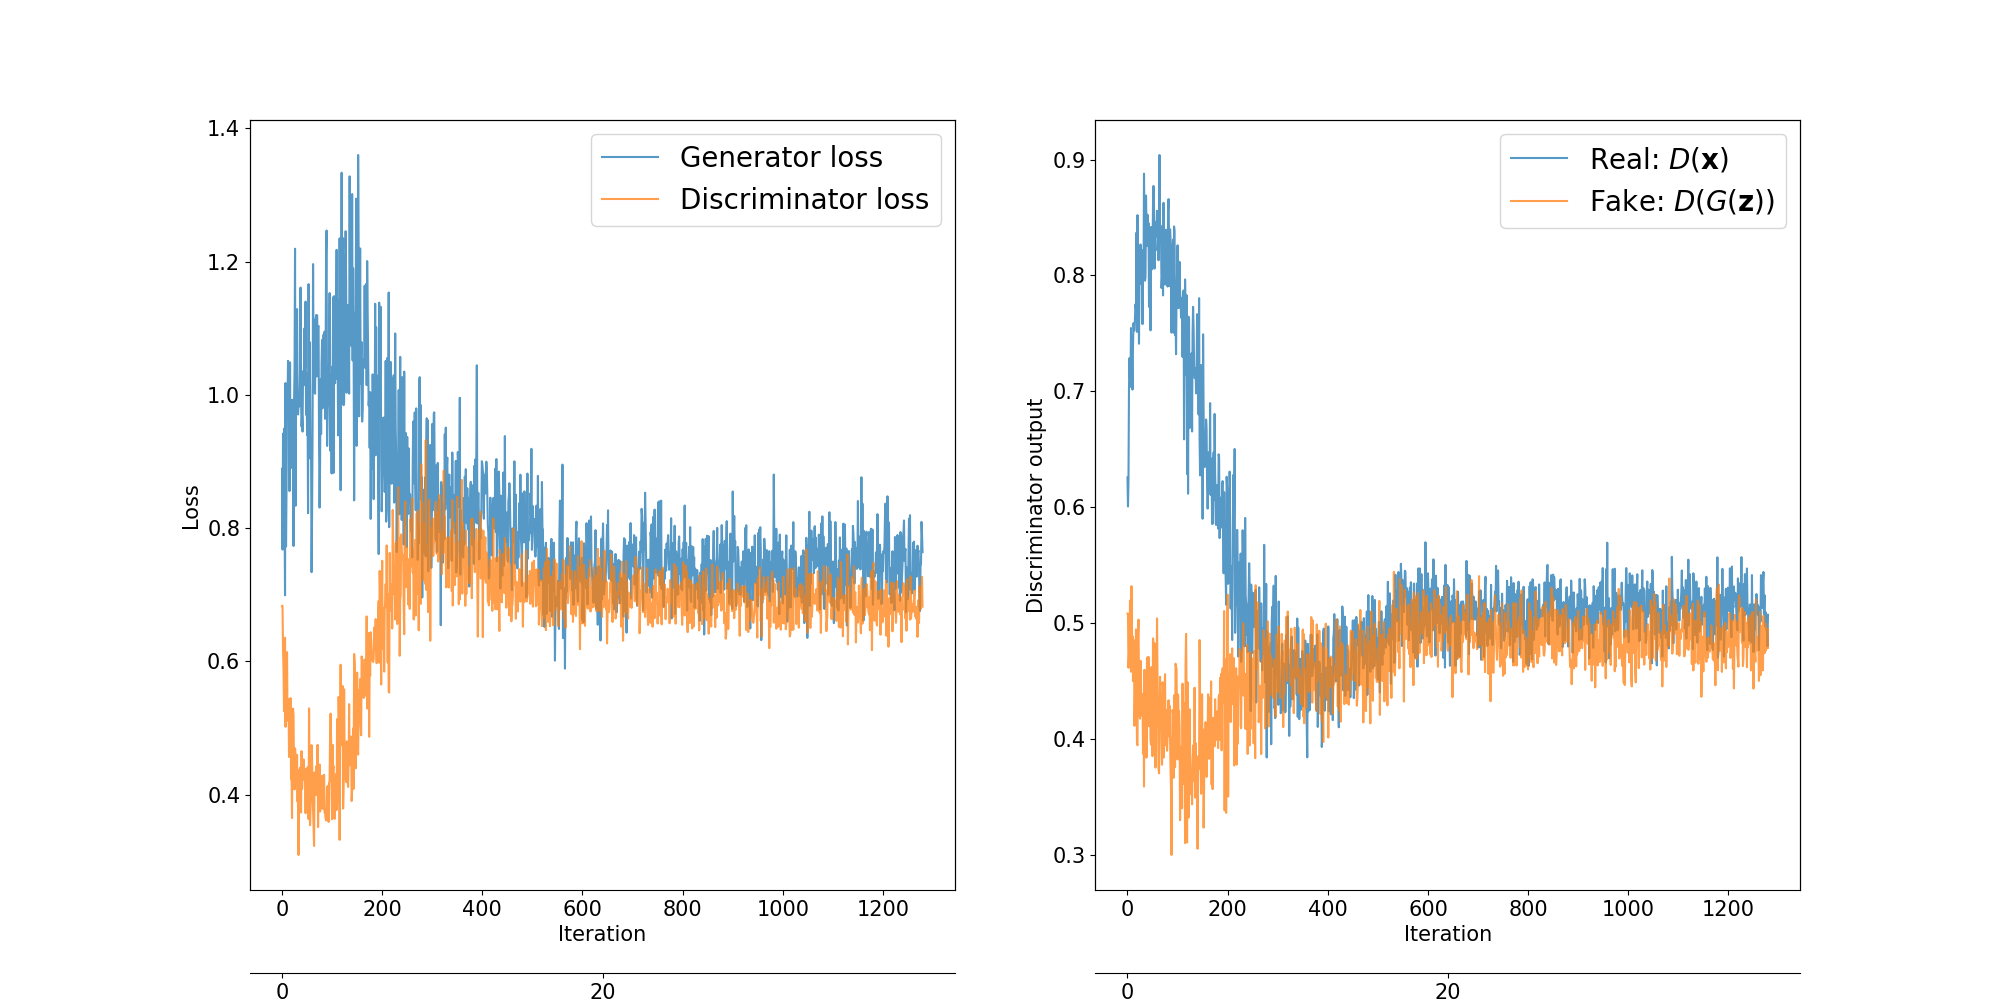 1.4
1.2
1.0
0.8
0.6
0.4
Loss
Generator loss
Discriminator loss
0 200 400 600 800 1000 1200
Iteration
0 20
0.9
0.8
0.7
0.6
0.5
0.4
0.3
Discriminator output
Real: D(x)
Fake: D(G(z))
0 200 400 600 800 1000 1200
Iteration
0 20